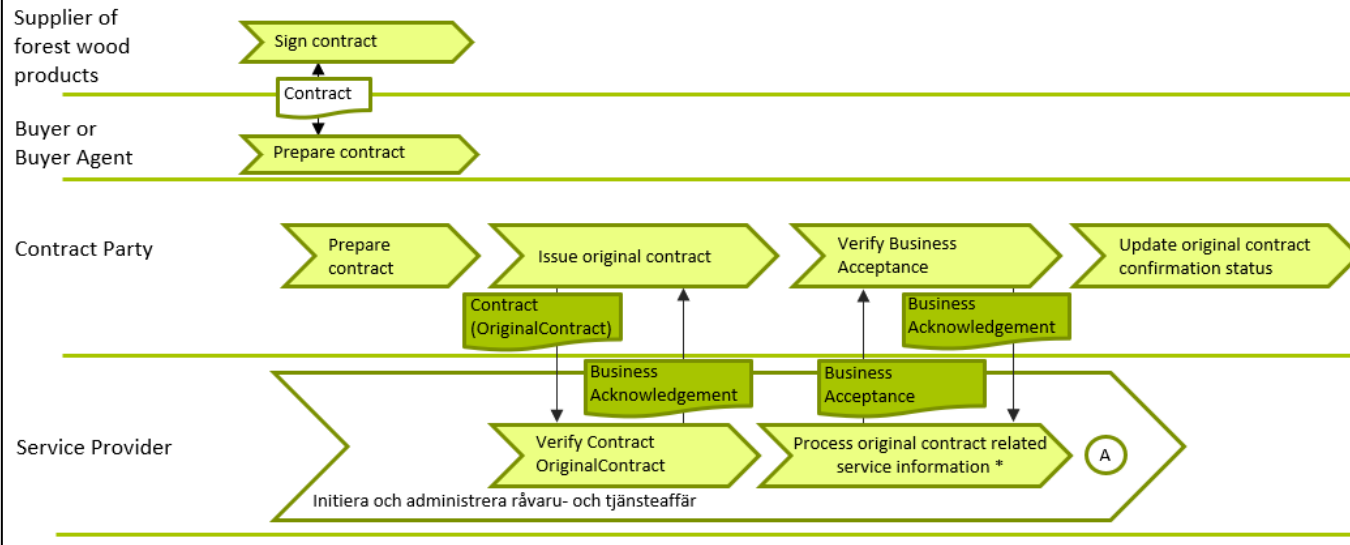 Supplier of
forest wood
products
Sign contract
Contract
Buyer or
Buyer Agent
Prepare contract
Contract Party
Prepare
contract
Issue original contract
Verify Business
Acceptance
Update original contract
confirmation status
Contract
(OriginalContract)
Business
Acknowledgement
Business
Acknowledgement
Business
Acceptance
Service Provider
Verify Contract
OriginalContract
Process original contract related
service information *
A
Initiera och administrera råvaru- och tjänsteaffär